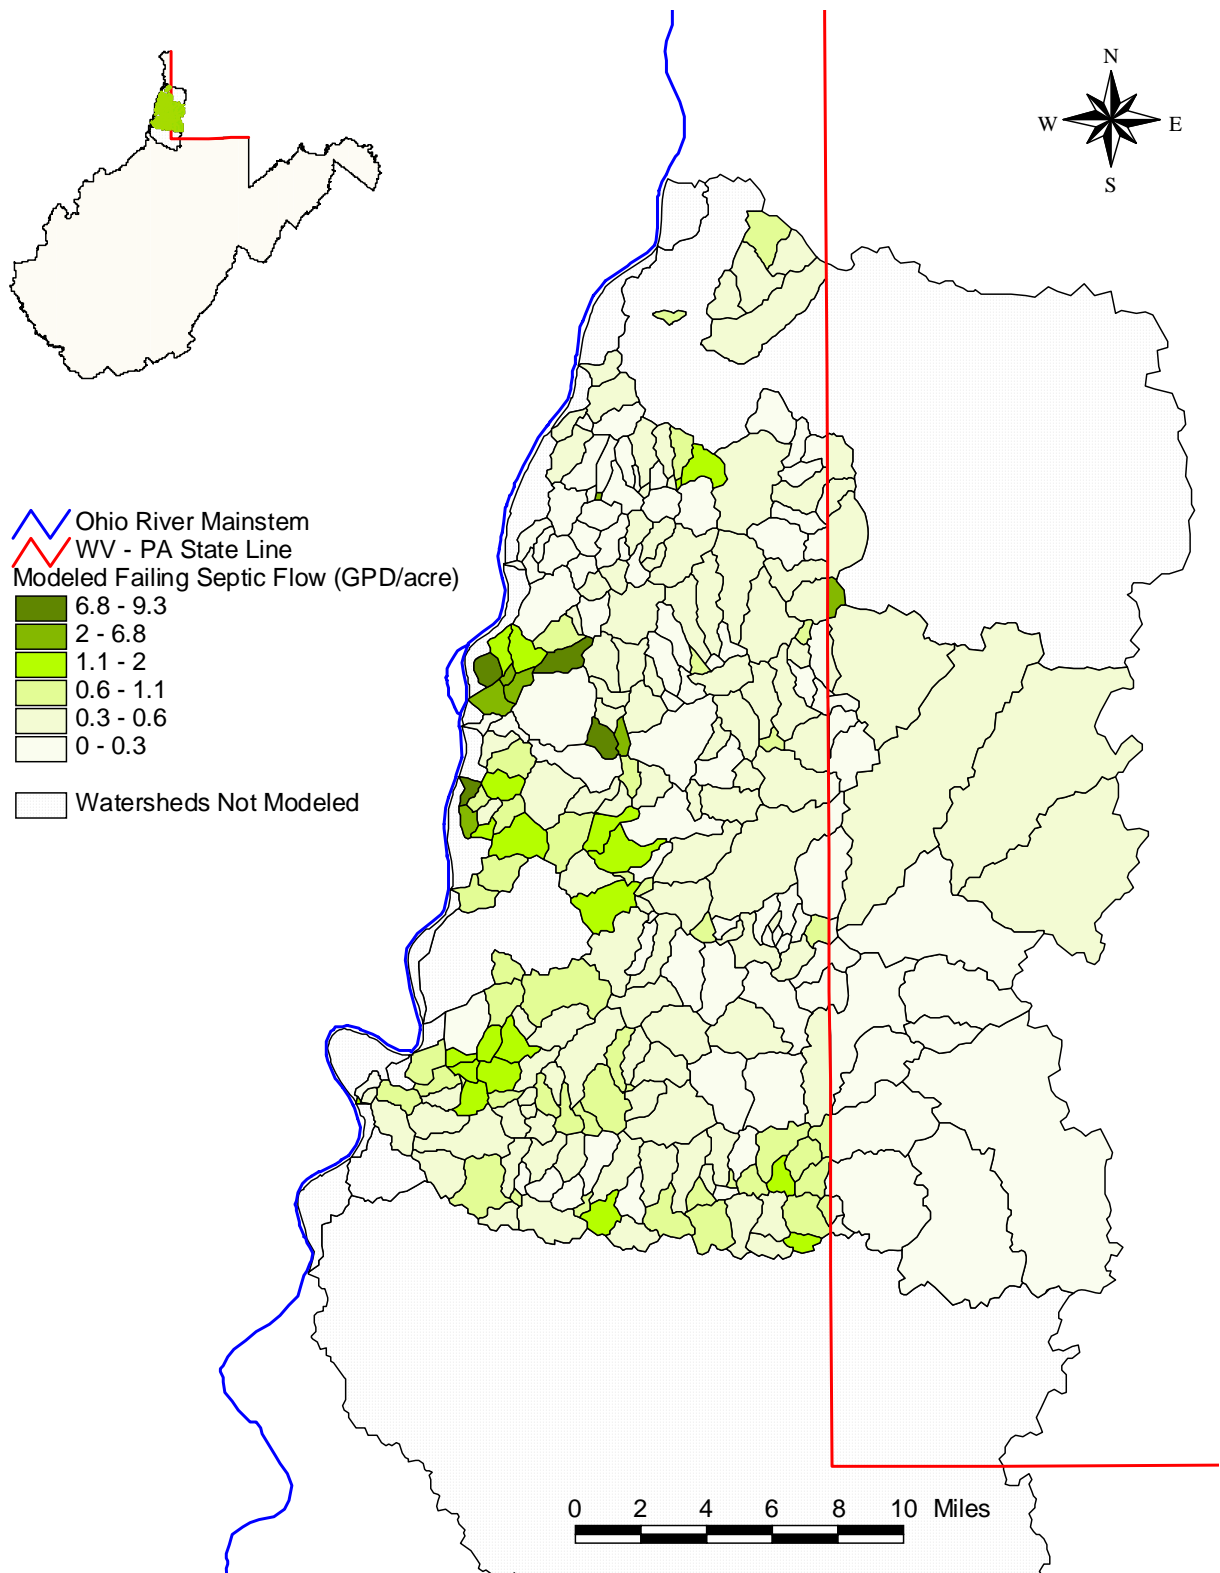 N
W E
S
Ohio River Mainstem
WV - PA State Line
Modeled Failing Septic Flow (GPD/acre)
6.8 - 9.3
2 - 6.8
1.1 - 2
0.6 - 1.1
0.3 - 0.6
0 - 0.3
Watersheds Not Modeled
0 2 4 6 8 10 Miles